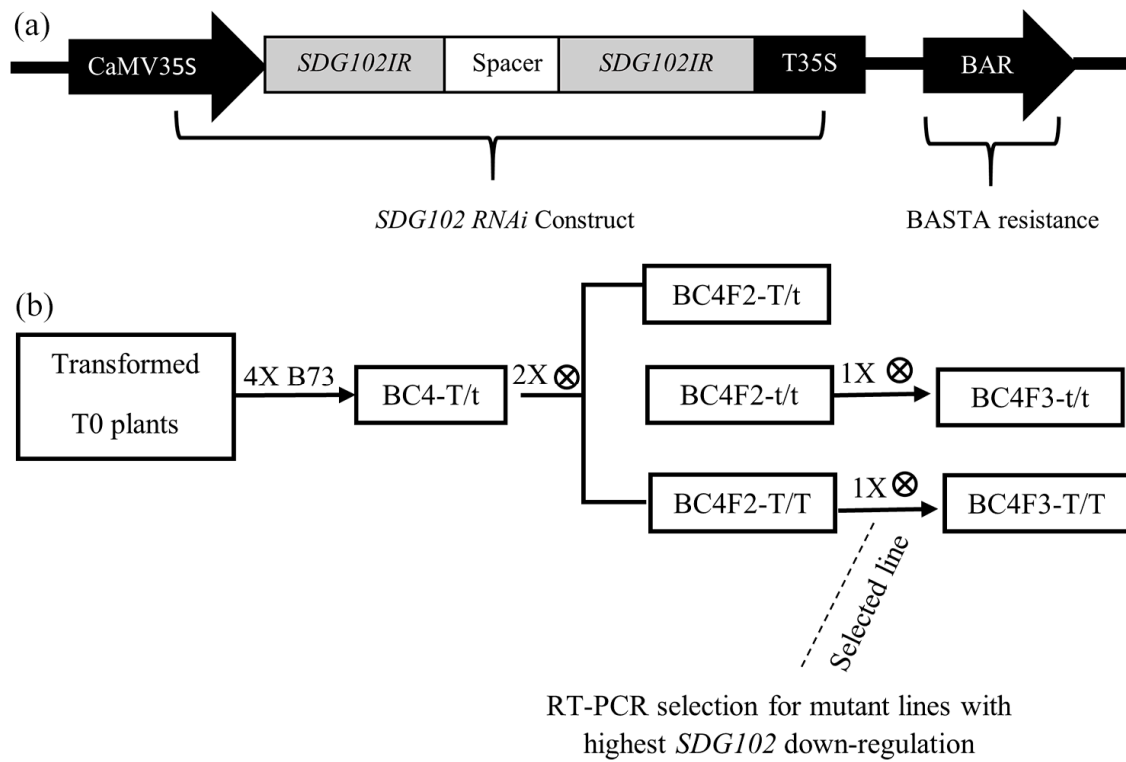 (a)
CaMV35S
SDG102IR
Spacer
SDG102IR
T35S
BAR
SDG102 RNAi Construct
BASTA resistance
(b)
Transformed
T0 plants
4X B73
BC4-T/t
2X ⊗
BC4F2-T/t
BC4F2-t/t
1X ⊗
BC4F3-t/t
BC4F2-T/T
1X ⊗
BC4F3-T/T
Selected line
RT-PCR selection for mutant lines with
highest SDG102 down-regulation